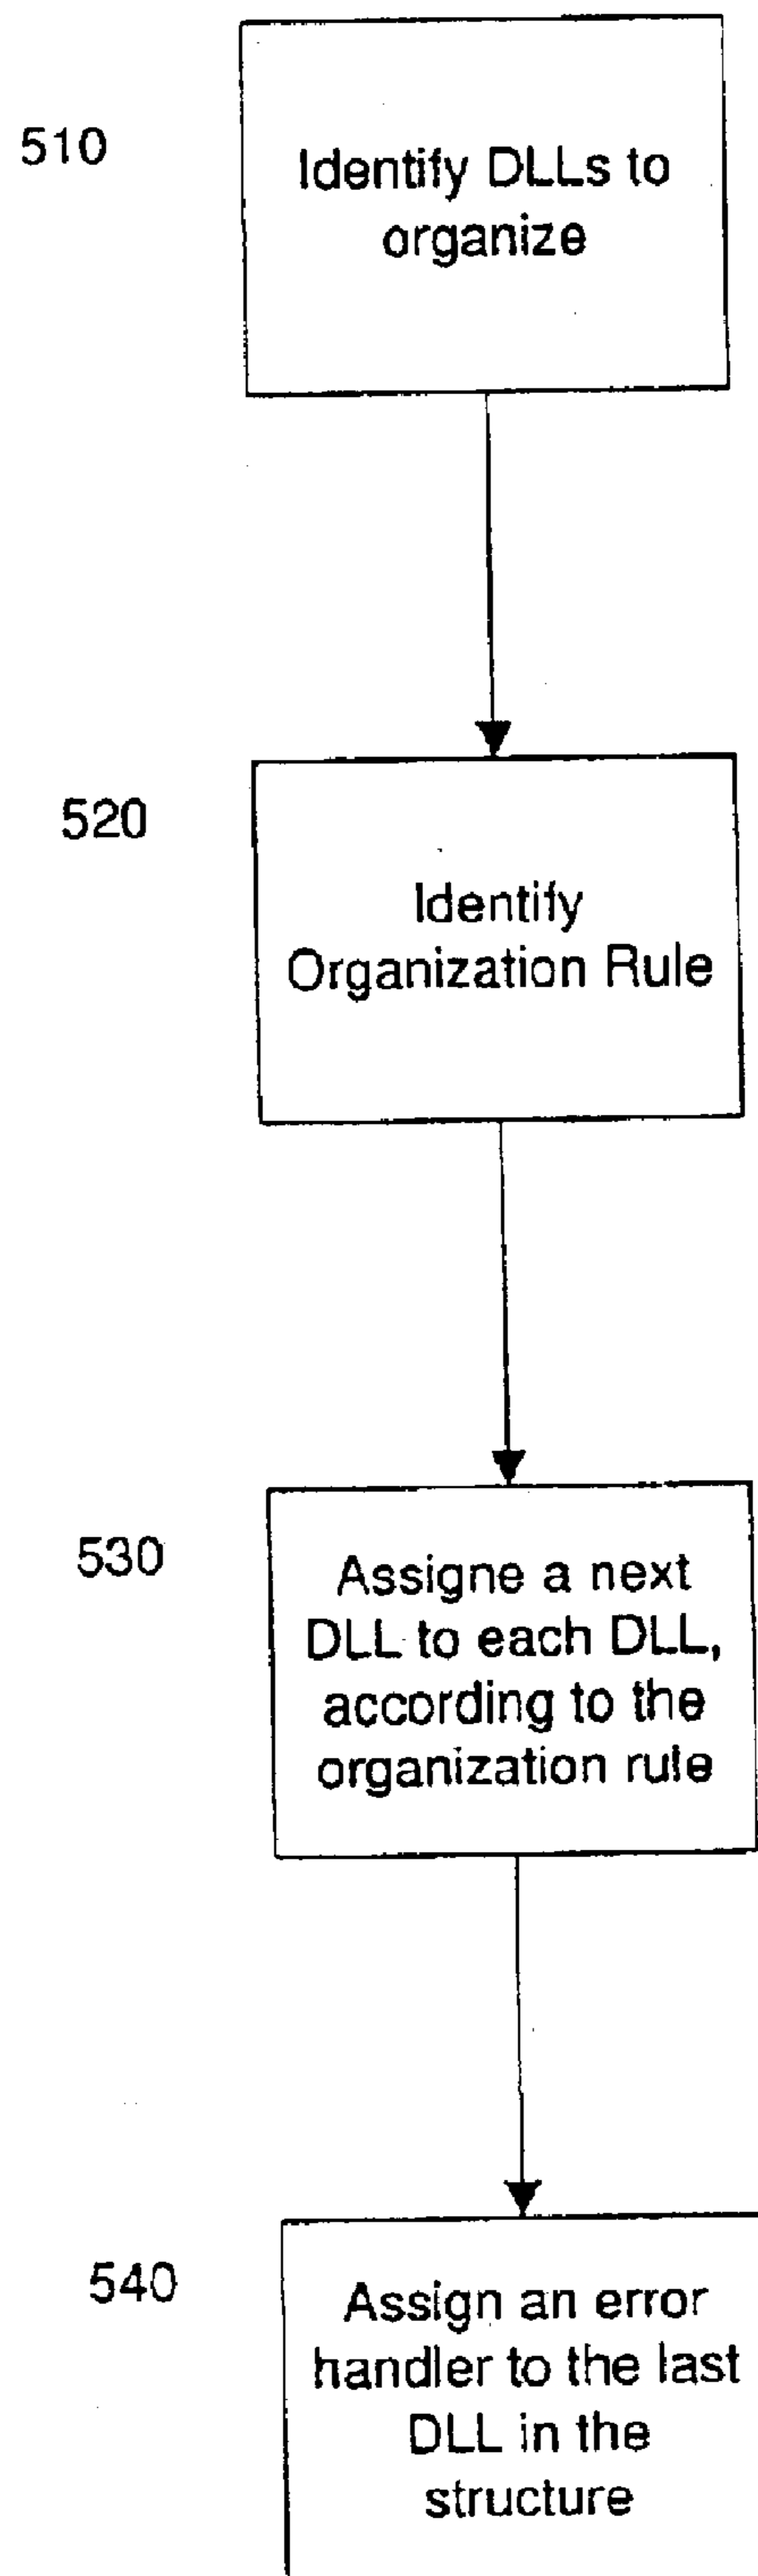 510
Identify DLLs to
organize
520
Identify
Organization Rule
530
Assigne a next
DLL to each DLL,
according to the
organization rule
540
Assign an error
handler to the last
DLL in the
structure